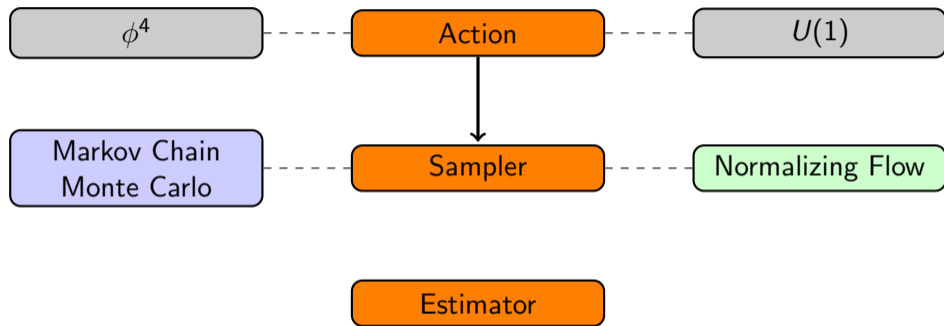 ϕ⁴
Action
U(1)
Markov Chain
Monte Carlo
Sampler
Normalizing Flow
Estimator